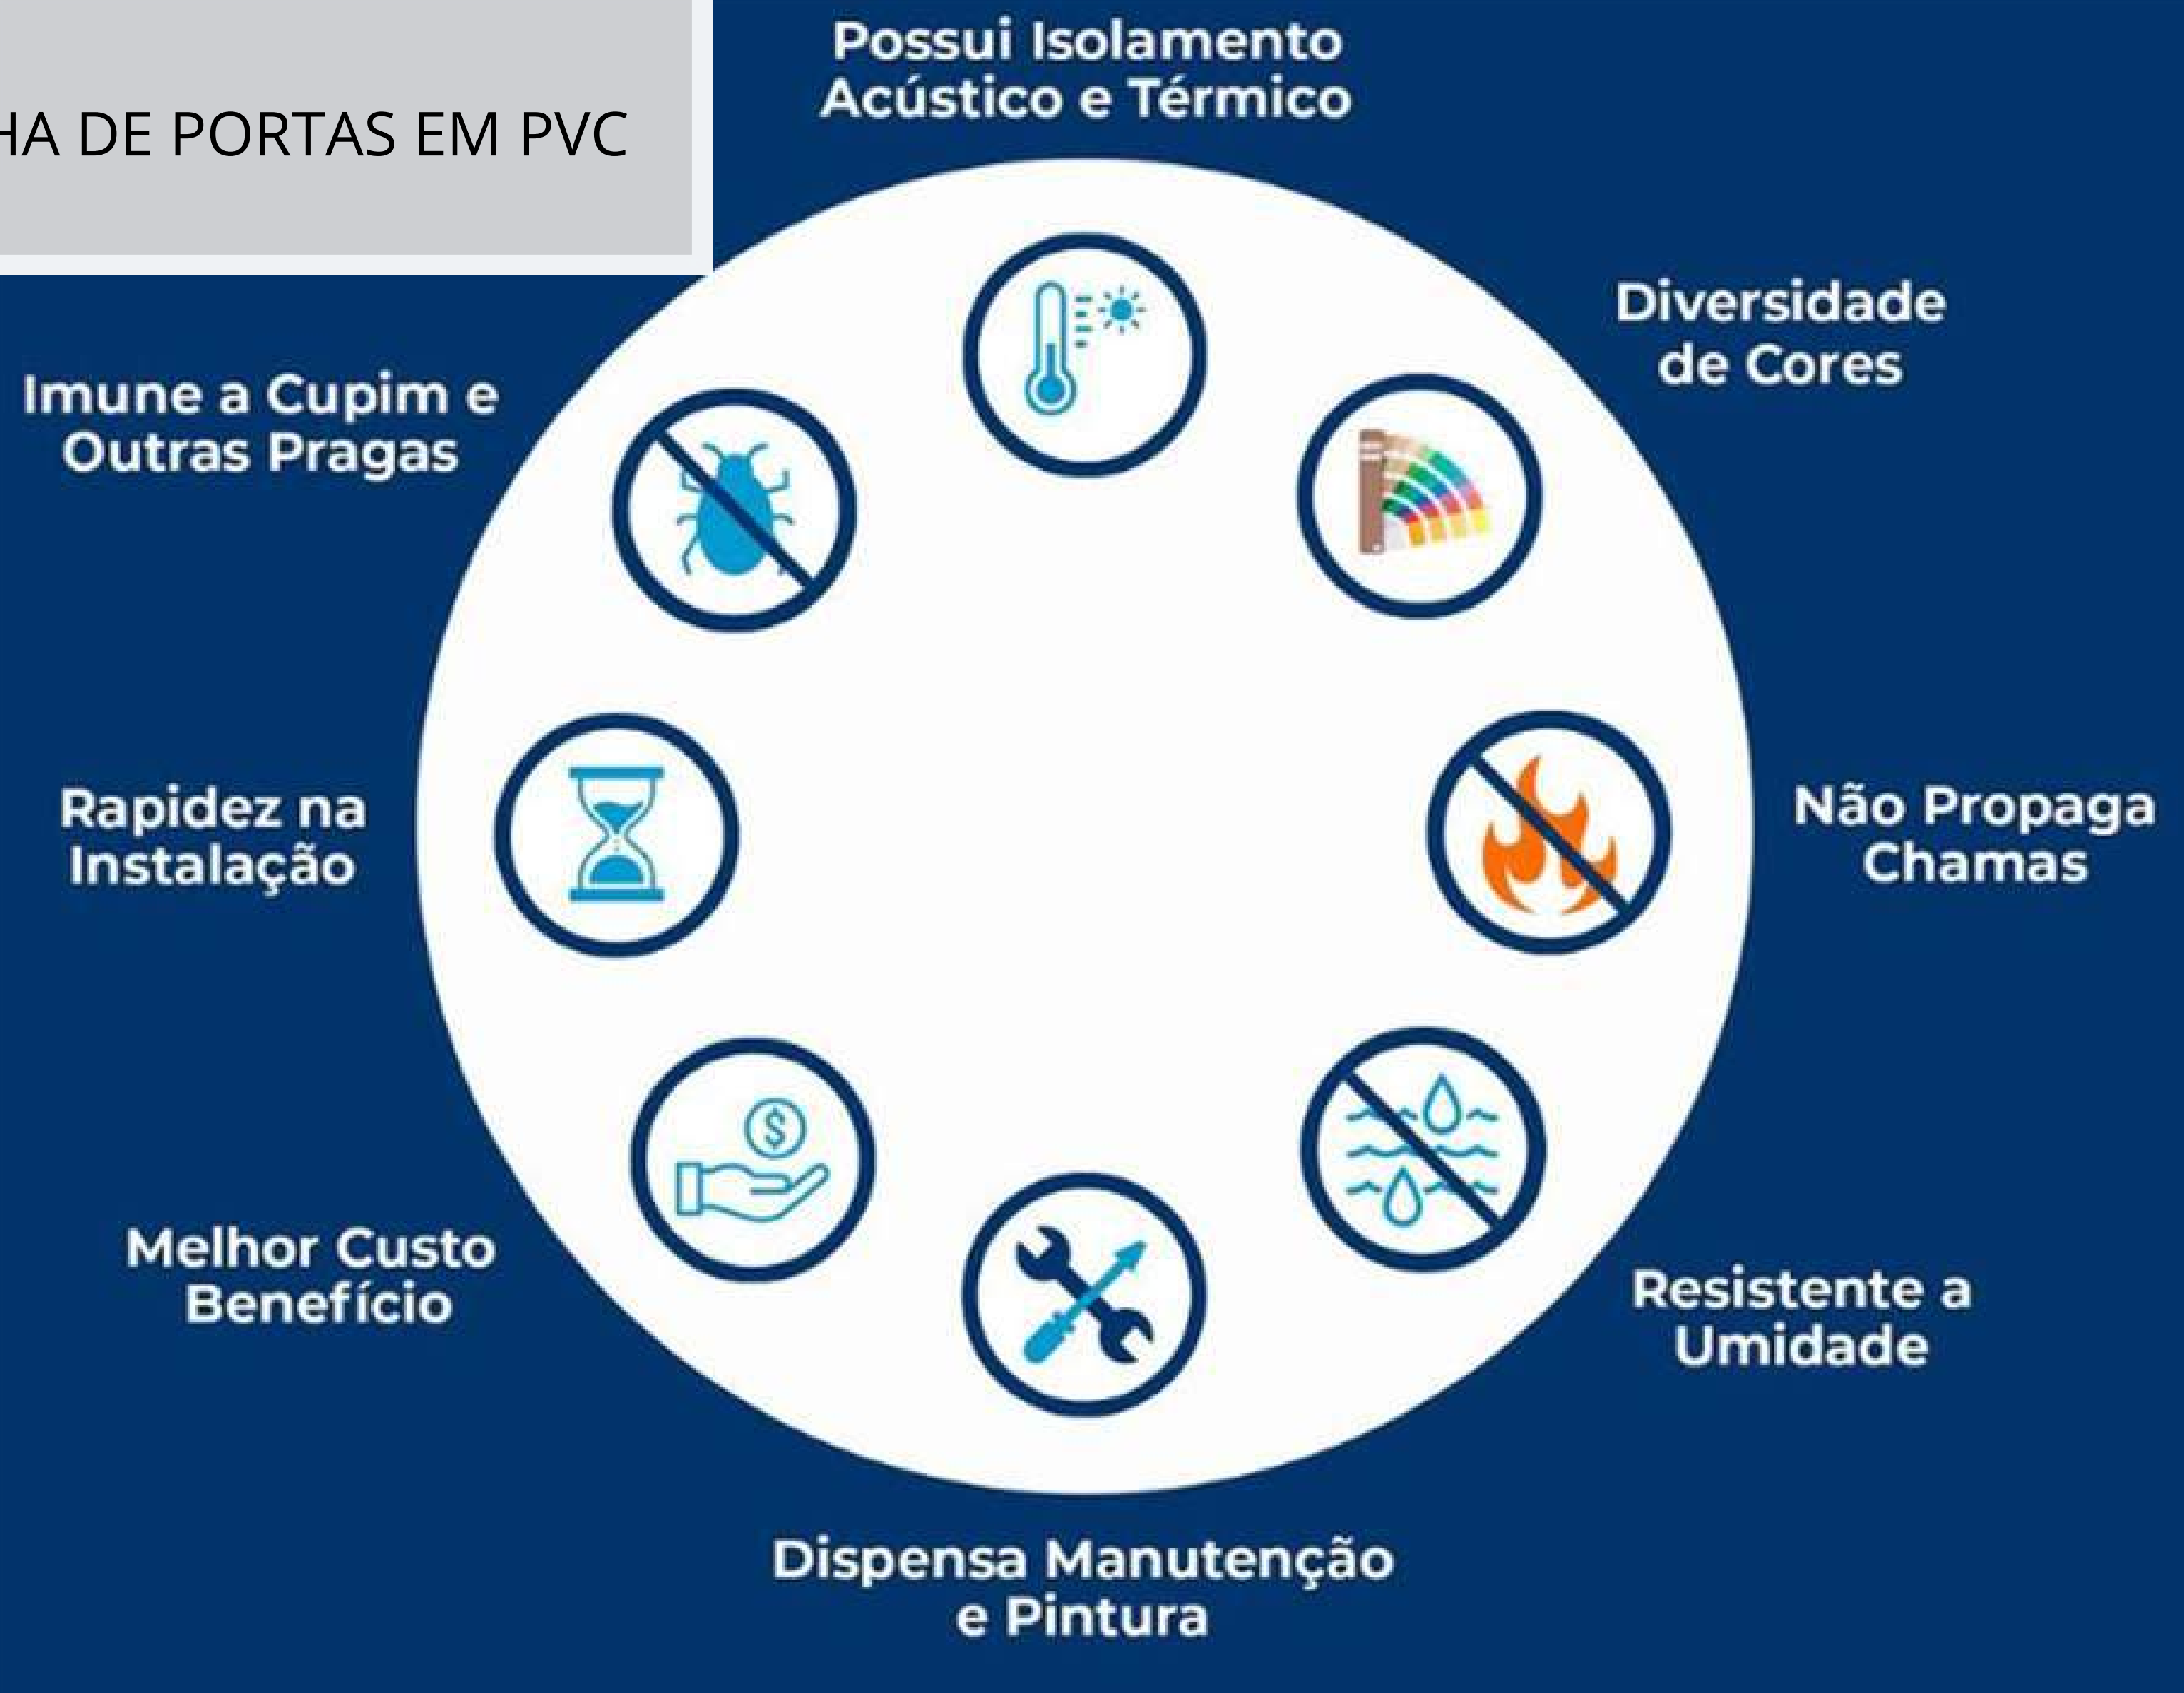 HA DE PORTAS EM PVC
Possui Isolamento
Acústico e Térmico
Diversidade
de Cores
Imune a Cupim e
Outras Pragas
Rapidez na
Instalação
Não Propaga
Chamas
$
Melhor Custo
Benefício
Resistente a
Umidade
Dispensa Manutenção
e Pintura